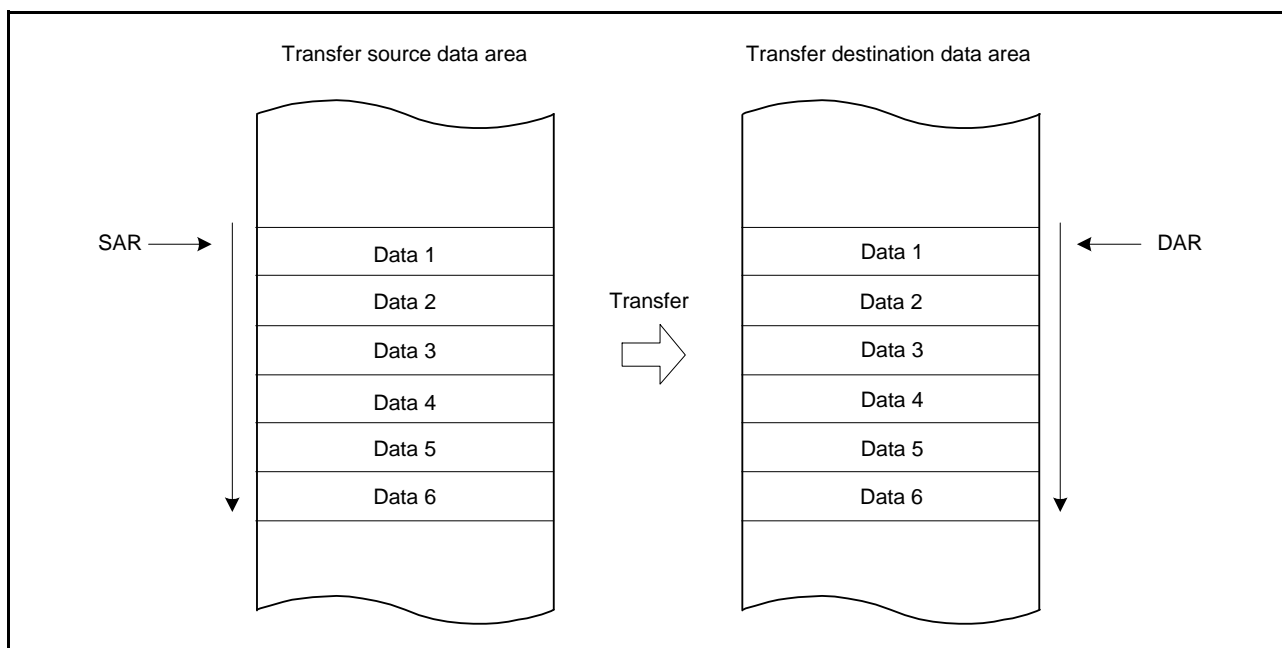 Transfer source data area
Transfer destination data area
SAR
Data 1
Data 2
Data 3
Data 4
Data 5
Data 6
Transfer
Data 1
Data 2
Data 3
Data 4
Data 5
Data 6
DAR